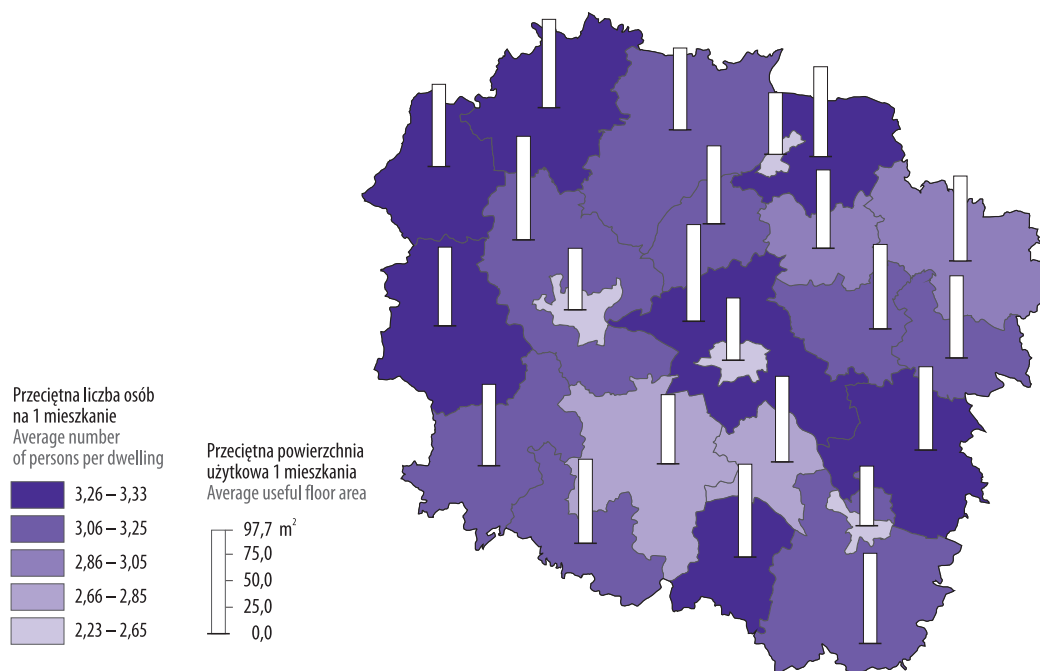 Przeciętna liczba osób
na 1 mieszkanie
Average number
of persons per dwelling
3,26 – 3,33
3,06 – 3,25
2,86 – 3,05
2,66 – 2,85
2,23 – 2,65
Przeciętna powierzchnia
użytkowa 1 mieszkania
Average useful floor area
97,7 m²
75,0
50,0
25,0
0,0